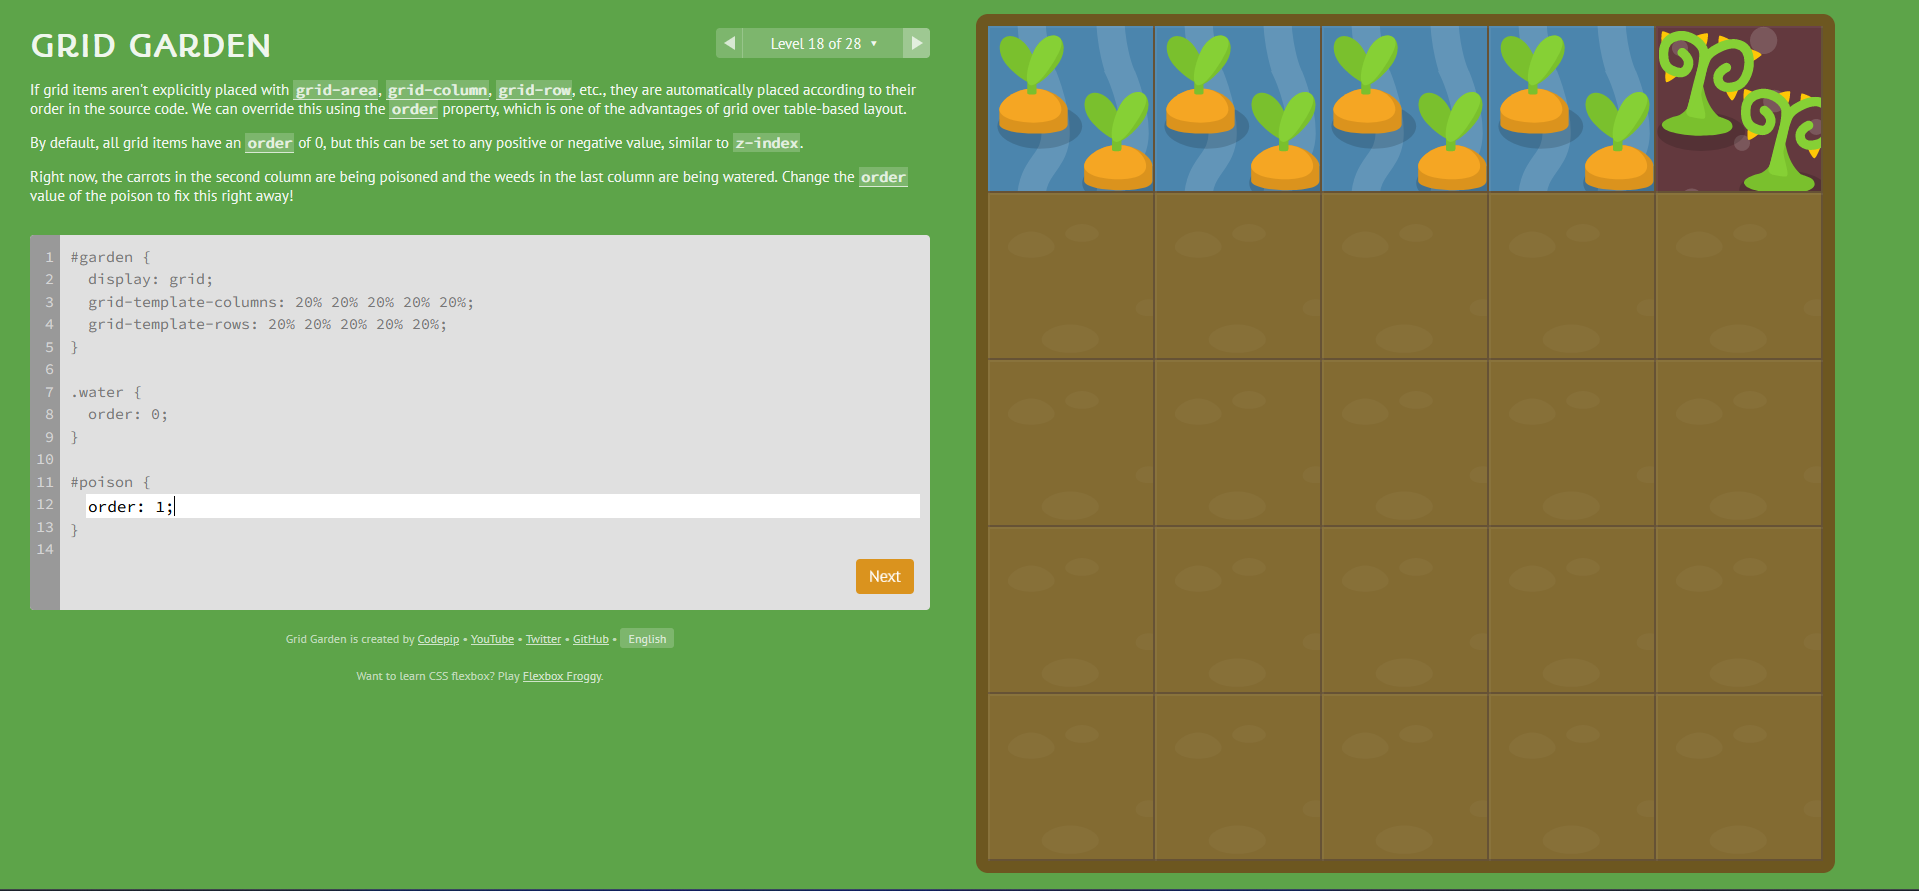 GRID GARDEN
Level 18 of 28 ▼
If grid items aren't explicitly placed with grid-area, grid-column, grid-row, etc., they are automatically placed according to their
order in the source code. We can override this using the order property, which is one of the advantages of grid over table-based layout.
By default, all grid items have an order of 0, but this can be set to any positive or negative value, similar to z-index.
Right now, the carrots in the second column are being poisoned and the weeds in the last column are being watered. Change the order
value of the poison to fix this right away!
1 #garden {
2   display: grid;
3   grid-template-columns: 20% 20% 20% 20% 20%;
4   grid-template-rows: 20% 20% 20% 20% 20%;
5 }
6
7 .water {
8   order: 0;
9 }
10
11 #poison {
12   order: 1;
13 }
14
Next
Grid Garden is created by Codepip • YouTube • Twitter • GitHub • English
Want to learn CSS flexbox? Play Flexbox Froggy.